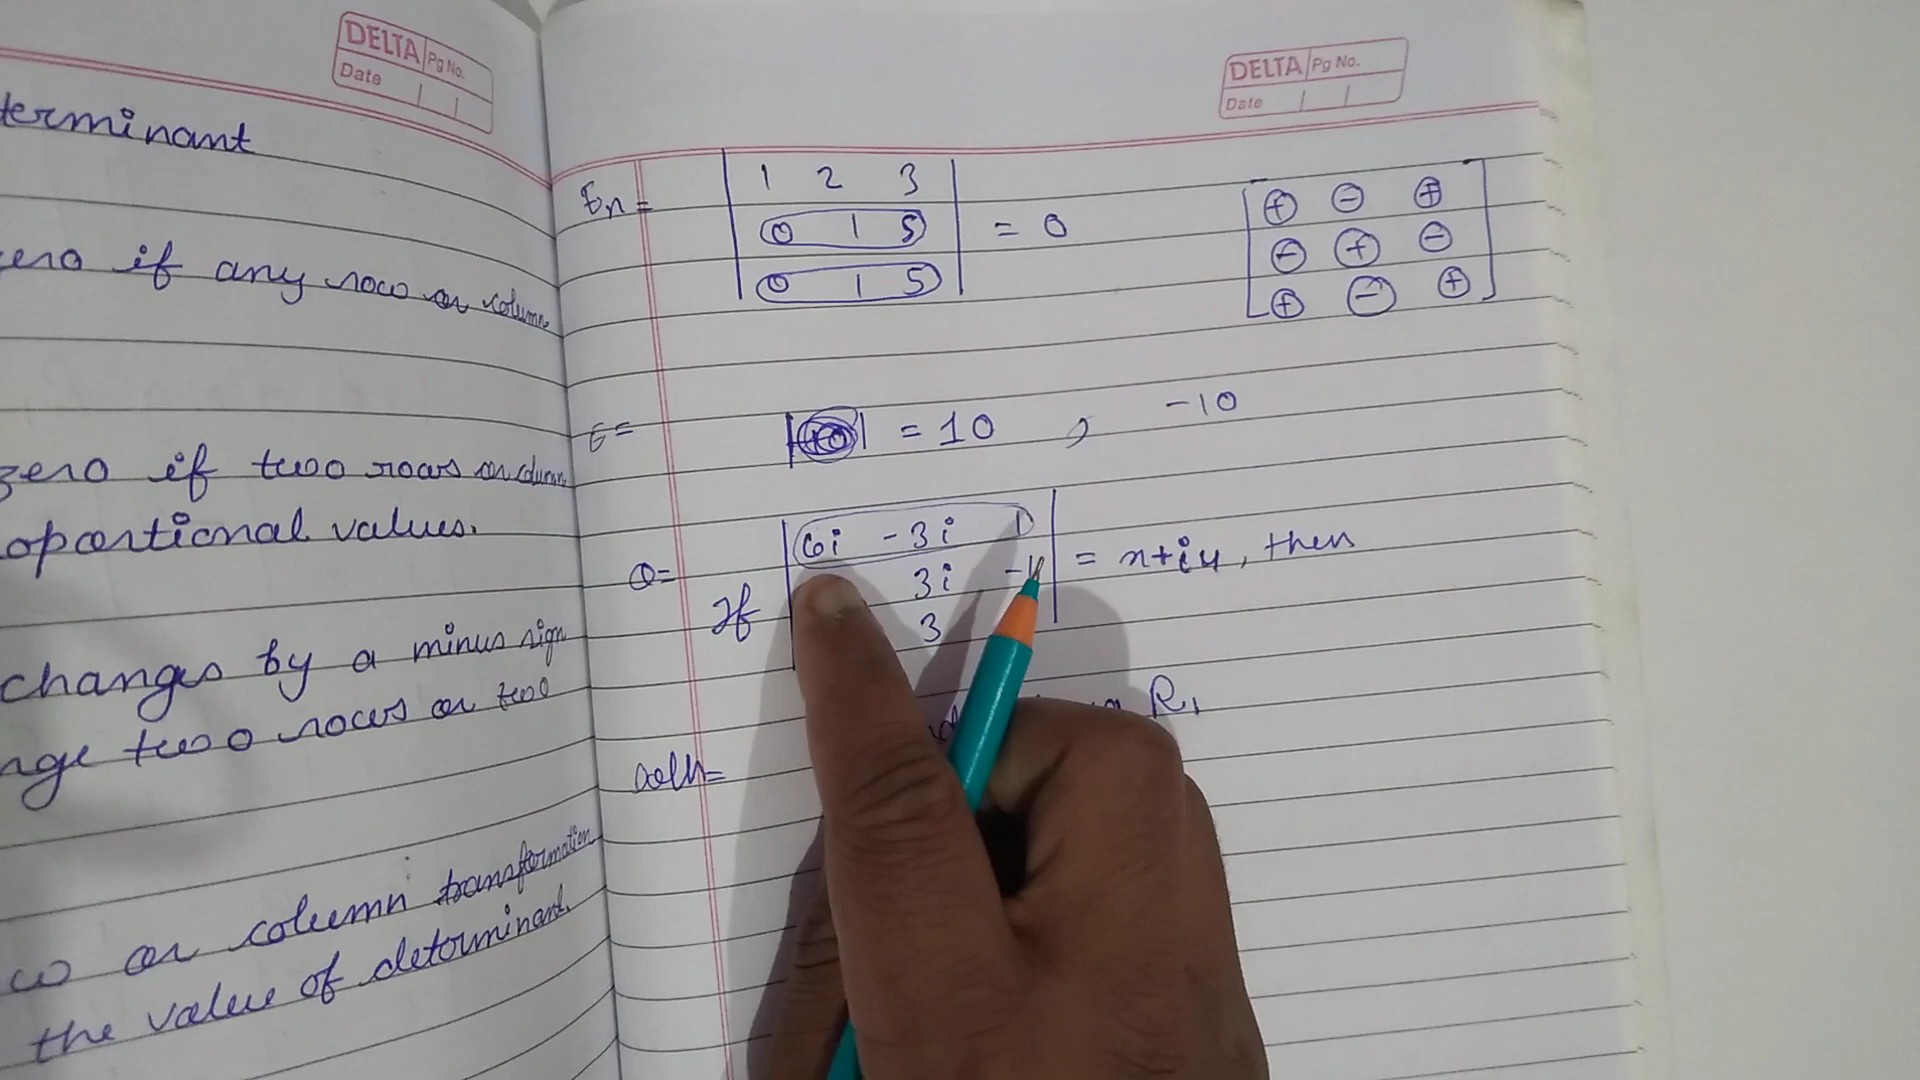 DELTA Pg No.
Date
terminant
zero if any row or column
zero if two rows or column
oportional values.
changes by a minus sign
nge two rows or two
w or column transformation
the value of determinant.
DELTA Pg No.
Date
1 2 3
0 1 5 = 0
0 1 5
+ - +
- + -
+ - +
= 10 , -10
Q=
If
6i -3i 1
3i -1
3
= x+iy, then
R1
soln=